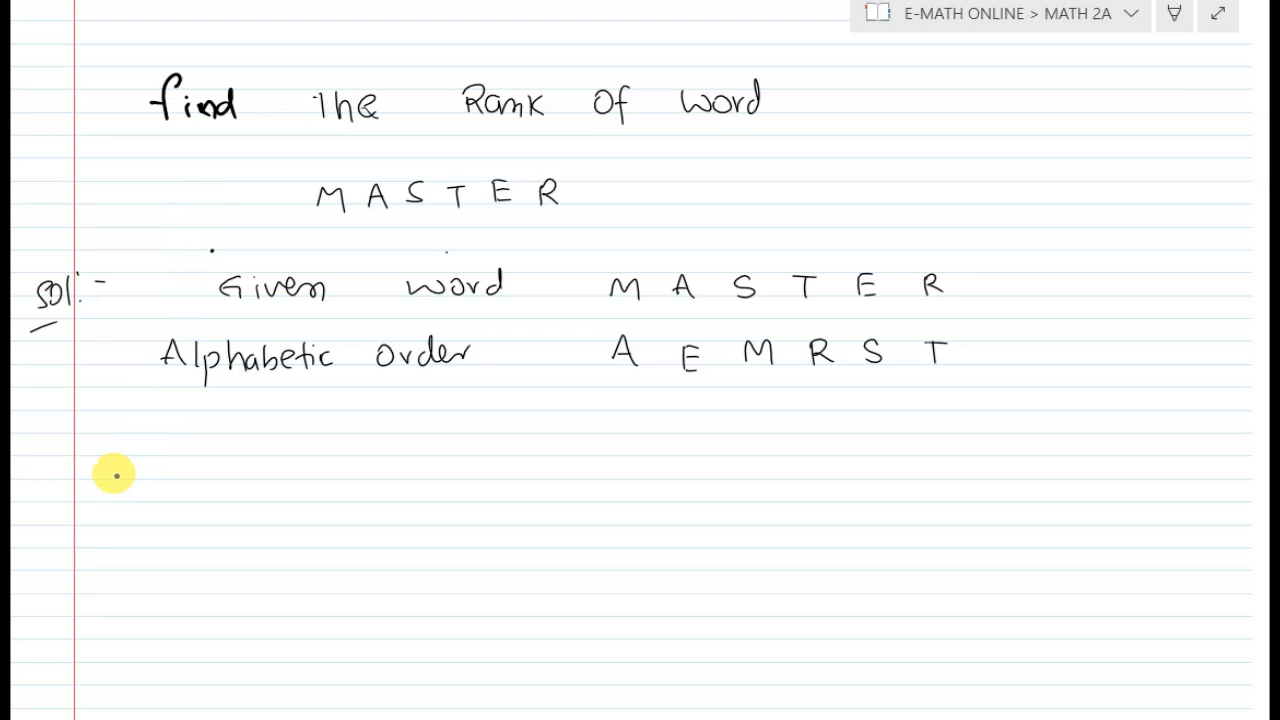 E-MATH ONLINE > MATH 2A
find The Rank Of word
M A S T E R
Sol:- Given word M A S T E R
Alphabetic Order A E M R S T